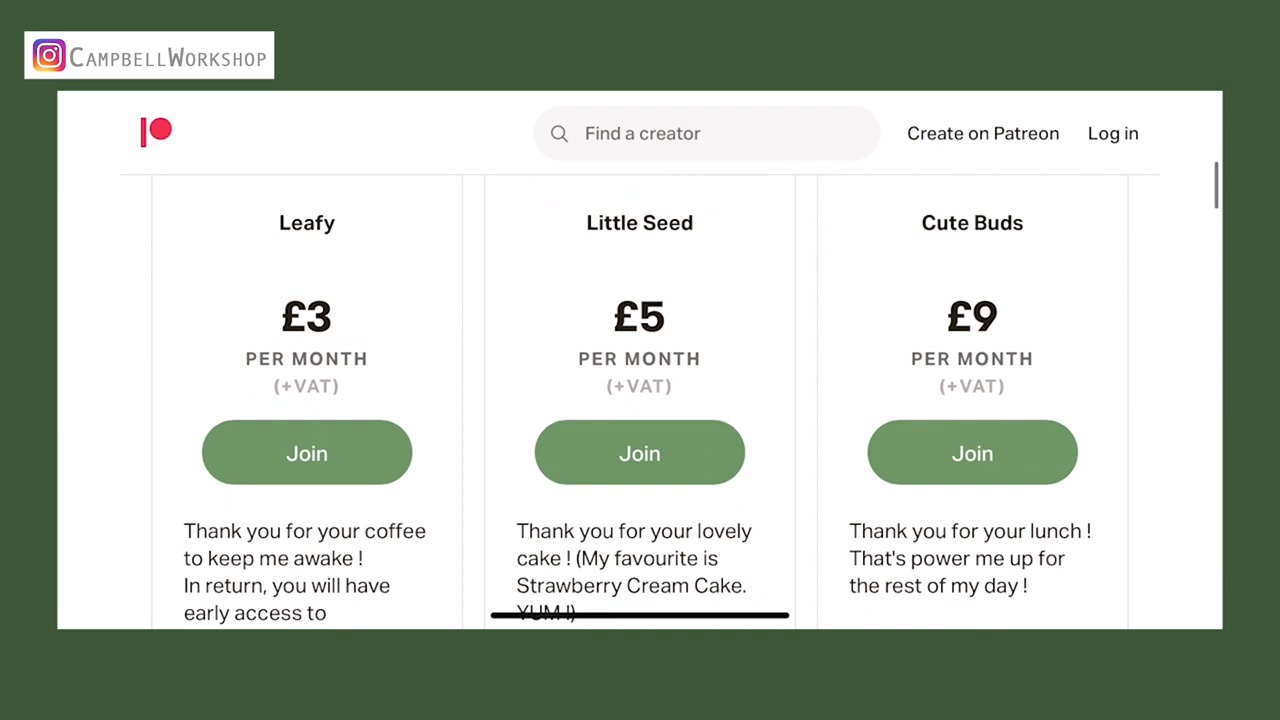 CAMPBELLWORKSHOP
Find a creator
Create on Patreon
Log in
Leafy
£3
PER MONTH
(+VAT)
Join
Thank you for your coffee
to keep me awake !
In return, you will have
early access to
Little Seed
£5
PER MONTH
(+VAT)
Join
Thank you for your lovely
cake ! (My favourite is
Strawberry Cream Cake.
YUM !)
Cute Buds
£9
PER MONTH
(+VAT)
Join
Thank you for your lunch !
That's power me up for
the rest of my day !